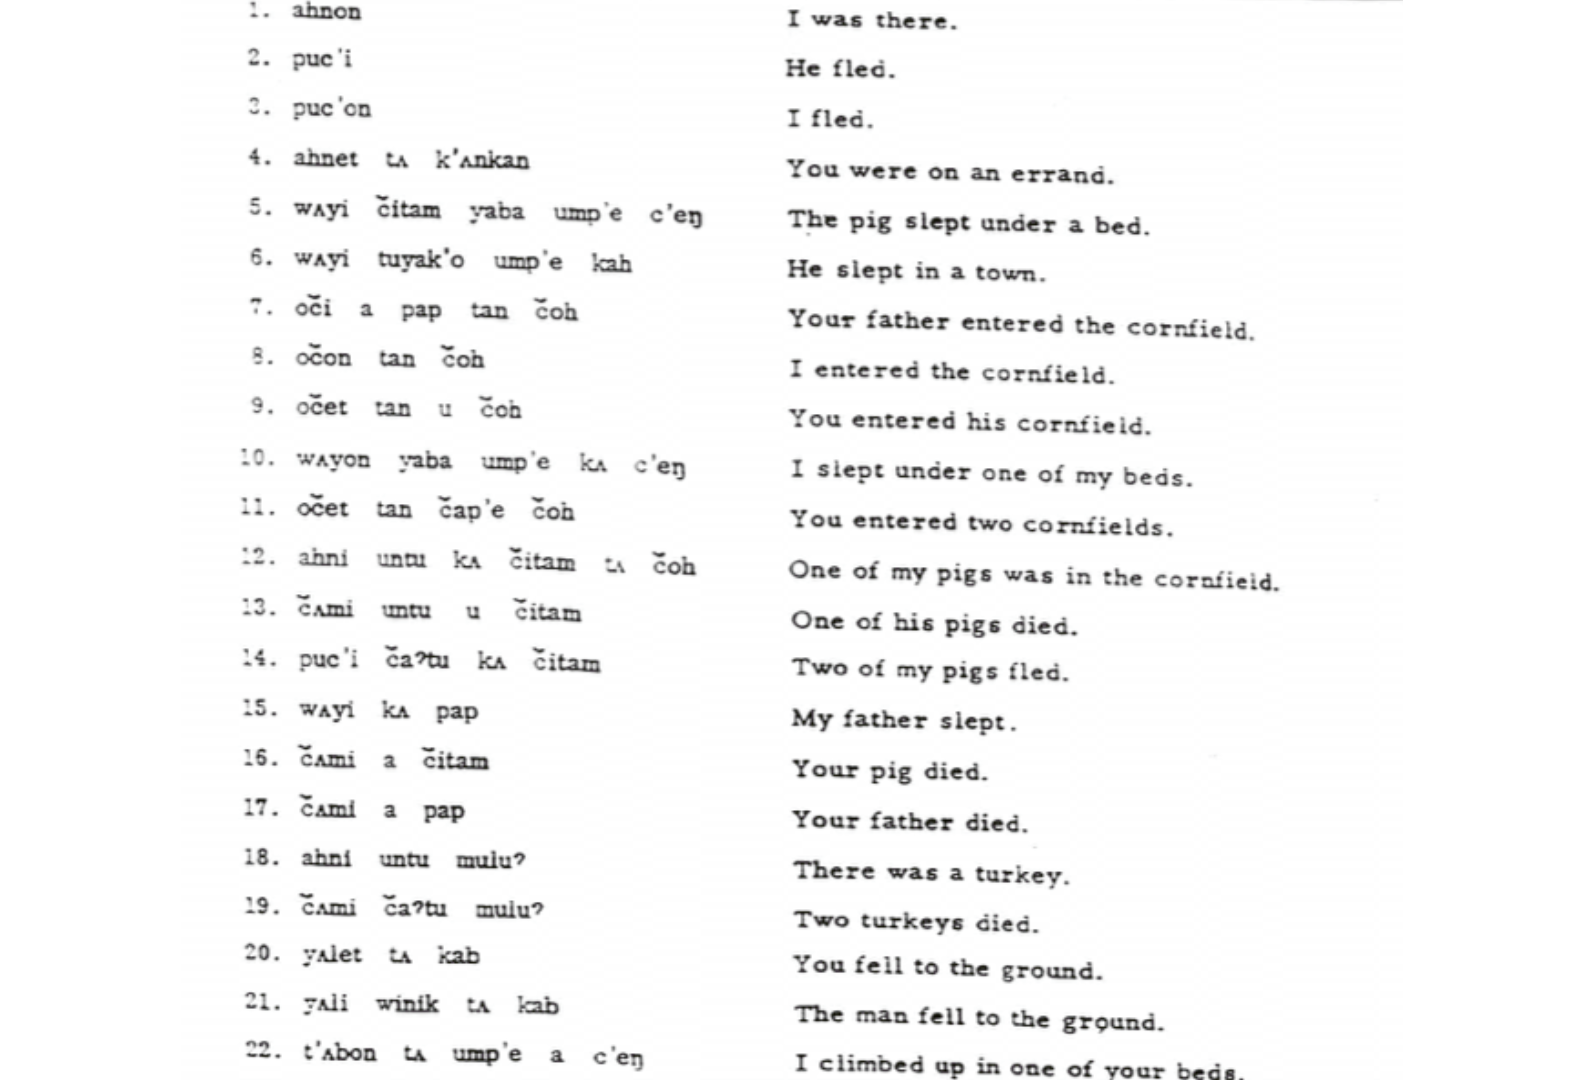 1. ahnon I was there.
2. puc'i He fled.
3. puc'on I fled.
4. ahnet tʌ k'ʌnkan You were on an errand.
5. wʌyi čitam yaba ump'e c'eŋ The pig slept under a bed.
6. wʌyi tuyak'o ump'e kah He slept in a town.
7. oči a pap tan čoh Your father entered the cornfield.
8. očon tan čoh I entered the cornfield.
9. očet tan u čoh You entered his cornfield.
10. wʌyon yaba ump'e kʌ c'eŋ I slept under one of my beds.
11. očet tan čap'e čoh You entered two cornfields.
12. ahni untu kʌ čitam tʌ čoh One of my pigs was in the cornfield.
13. čʌmi untu u čitam One of his pigs died.
14. puc'i čaʔtu kʌ čitam Two of my pigs fled.
15. wʌyi kʌ pap My father slept.
16. čʌmi a čitam Your pig died.
17. čʌmi a pap Your father died.
18. ahni untu muluʔ There was a turkey.
19. čʌmi čaʔtu muluʔ Two turkeys died.
20. yʌlet tʌ kab You fell to the ground.
21. yʌli winik tʌ kab The man fell to the ground.
22. t'ʌbon tʌ ump'e a c'eŋ I climbed up in one of your beds.